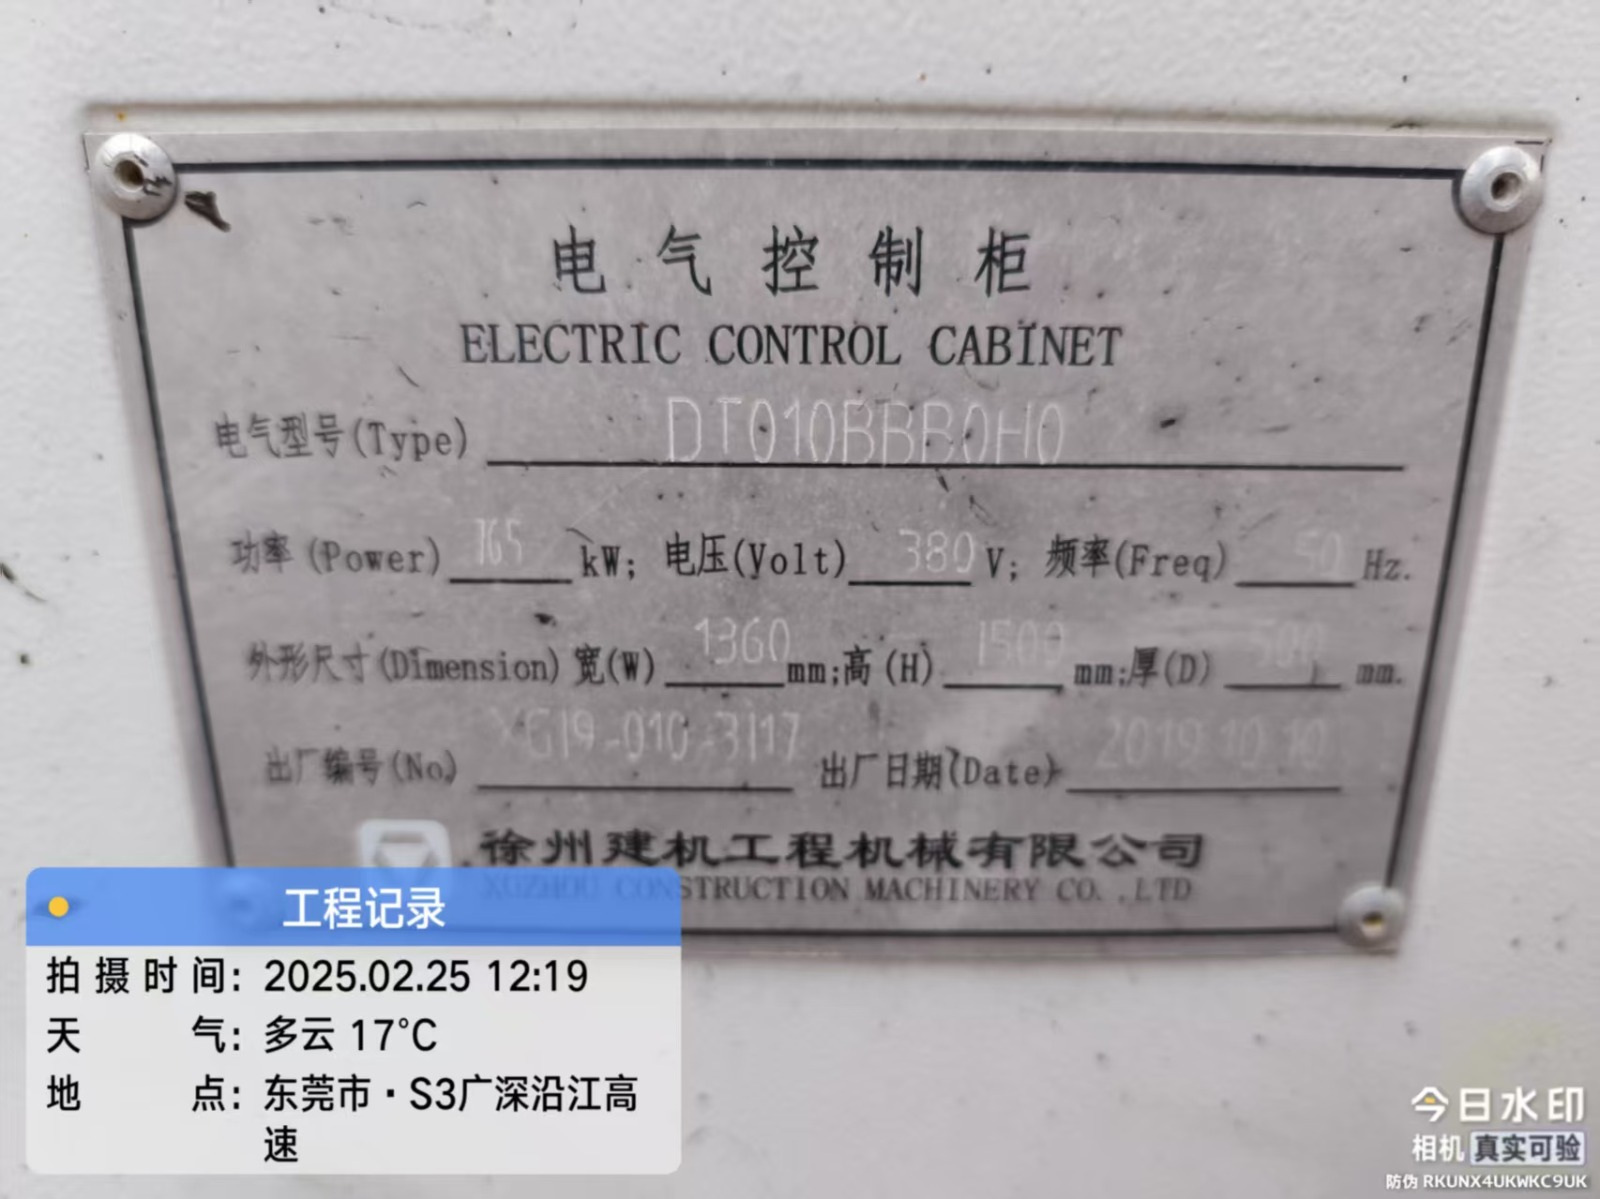 电气控制柜
ELECTRIC CONTROL CABINET
电气型号(Type) DT010BBB0H0
功率(Power) 165 kW; 电压(Volt) 380 V; 频率(Freq) 50 Hz.
外形尺寸(Dimension) 宽(W) 1360 mm;高(H) 1500 mm;厚(D) mm.
出厂编号(No) XG19-010-3117 出厂日期(Date) 2019.10.10
徐州建机工程机械有限公司
XUZHOU CONSTRUCTION MACHINERY CO.,LTD
工程记录
拍摄时间: 2025.02.25 12:19
天气: 多云 17°C
地点: 东莞市·S3广深沿江高
速
今日水印
相机 真实可验
防伪 RKUNX4UKWKC9UK